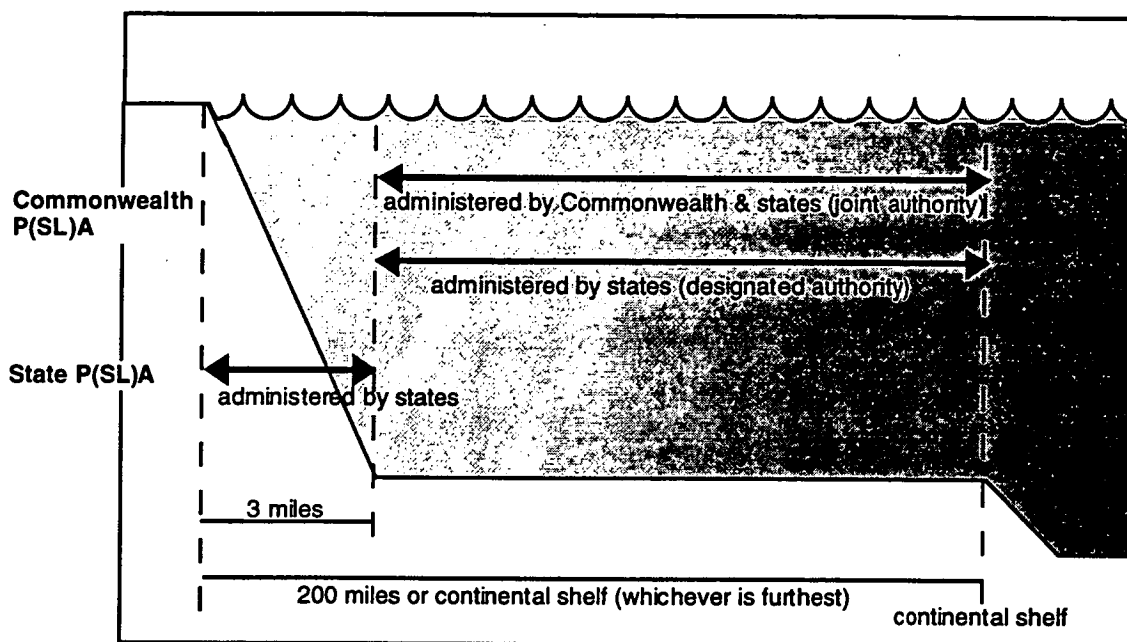 Commonwealth
P(SL)A
administered by Commonwealth & states (joint authority)
administered by states (designated authority)
State P(SL)A
administered by states
3 miles
200 miles or continental shelf (whichever is furthest)
continental shelf